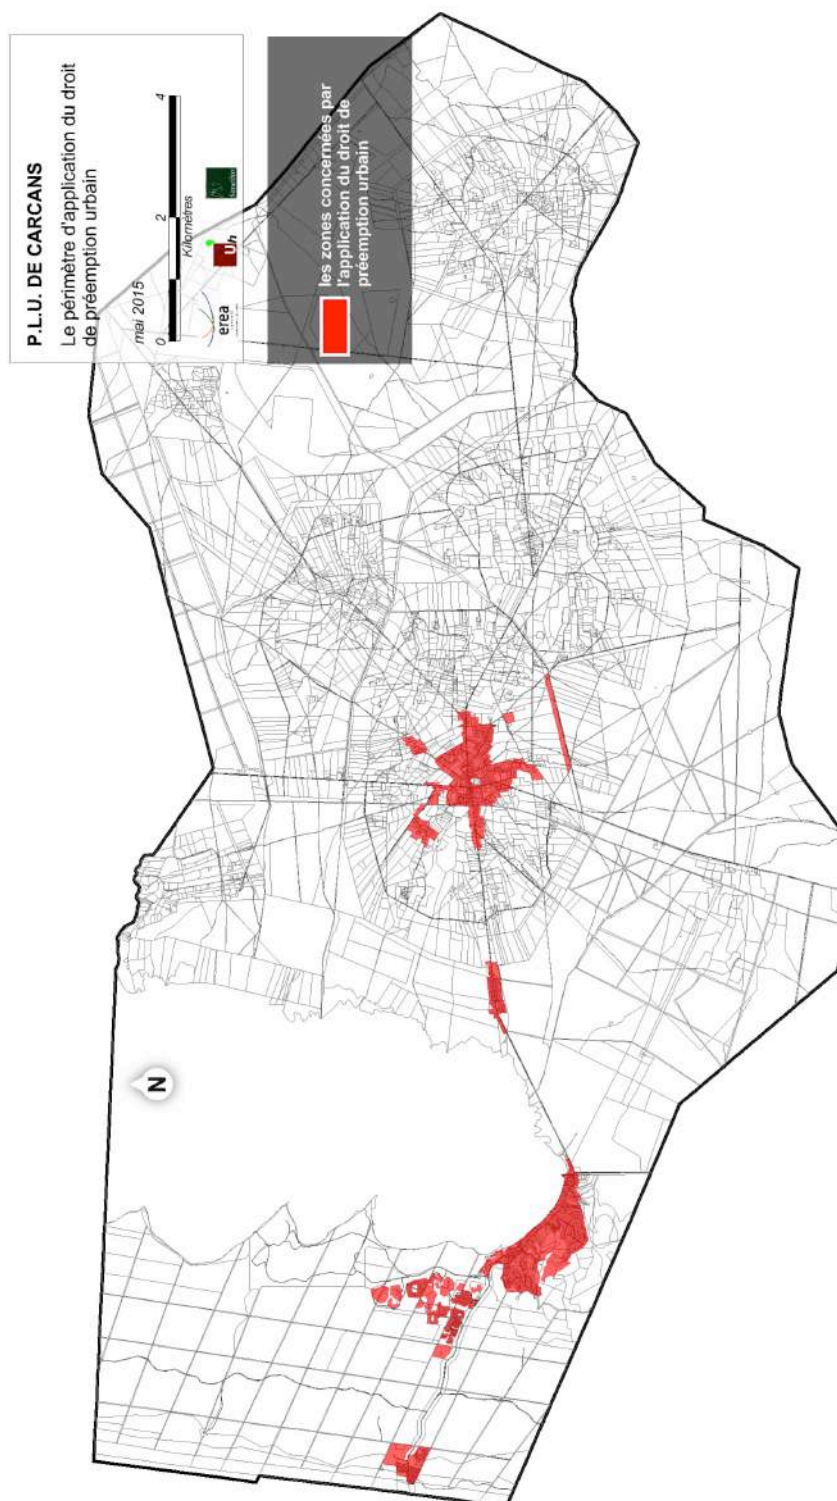 P.L.U. DE CARCANS
Le périmètre d'application du droit
de préemption urbain
mai 2015
0 2 4
Kilomètres
erea
Uh
les zones concernées par
l'application du droit de
préemption urbain
N